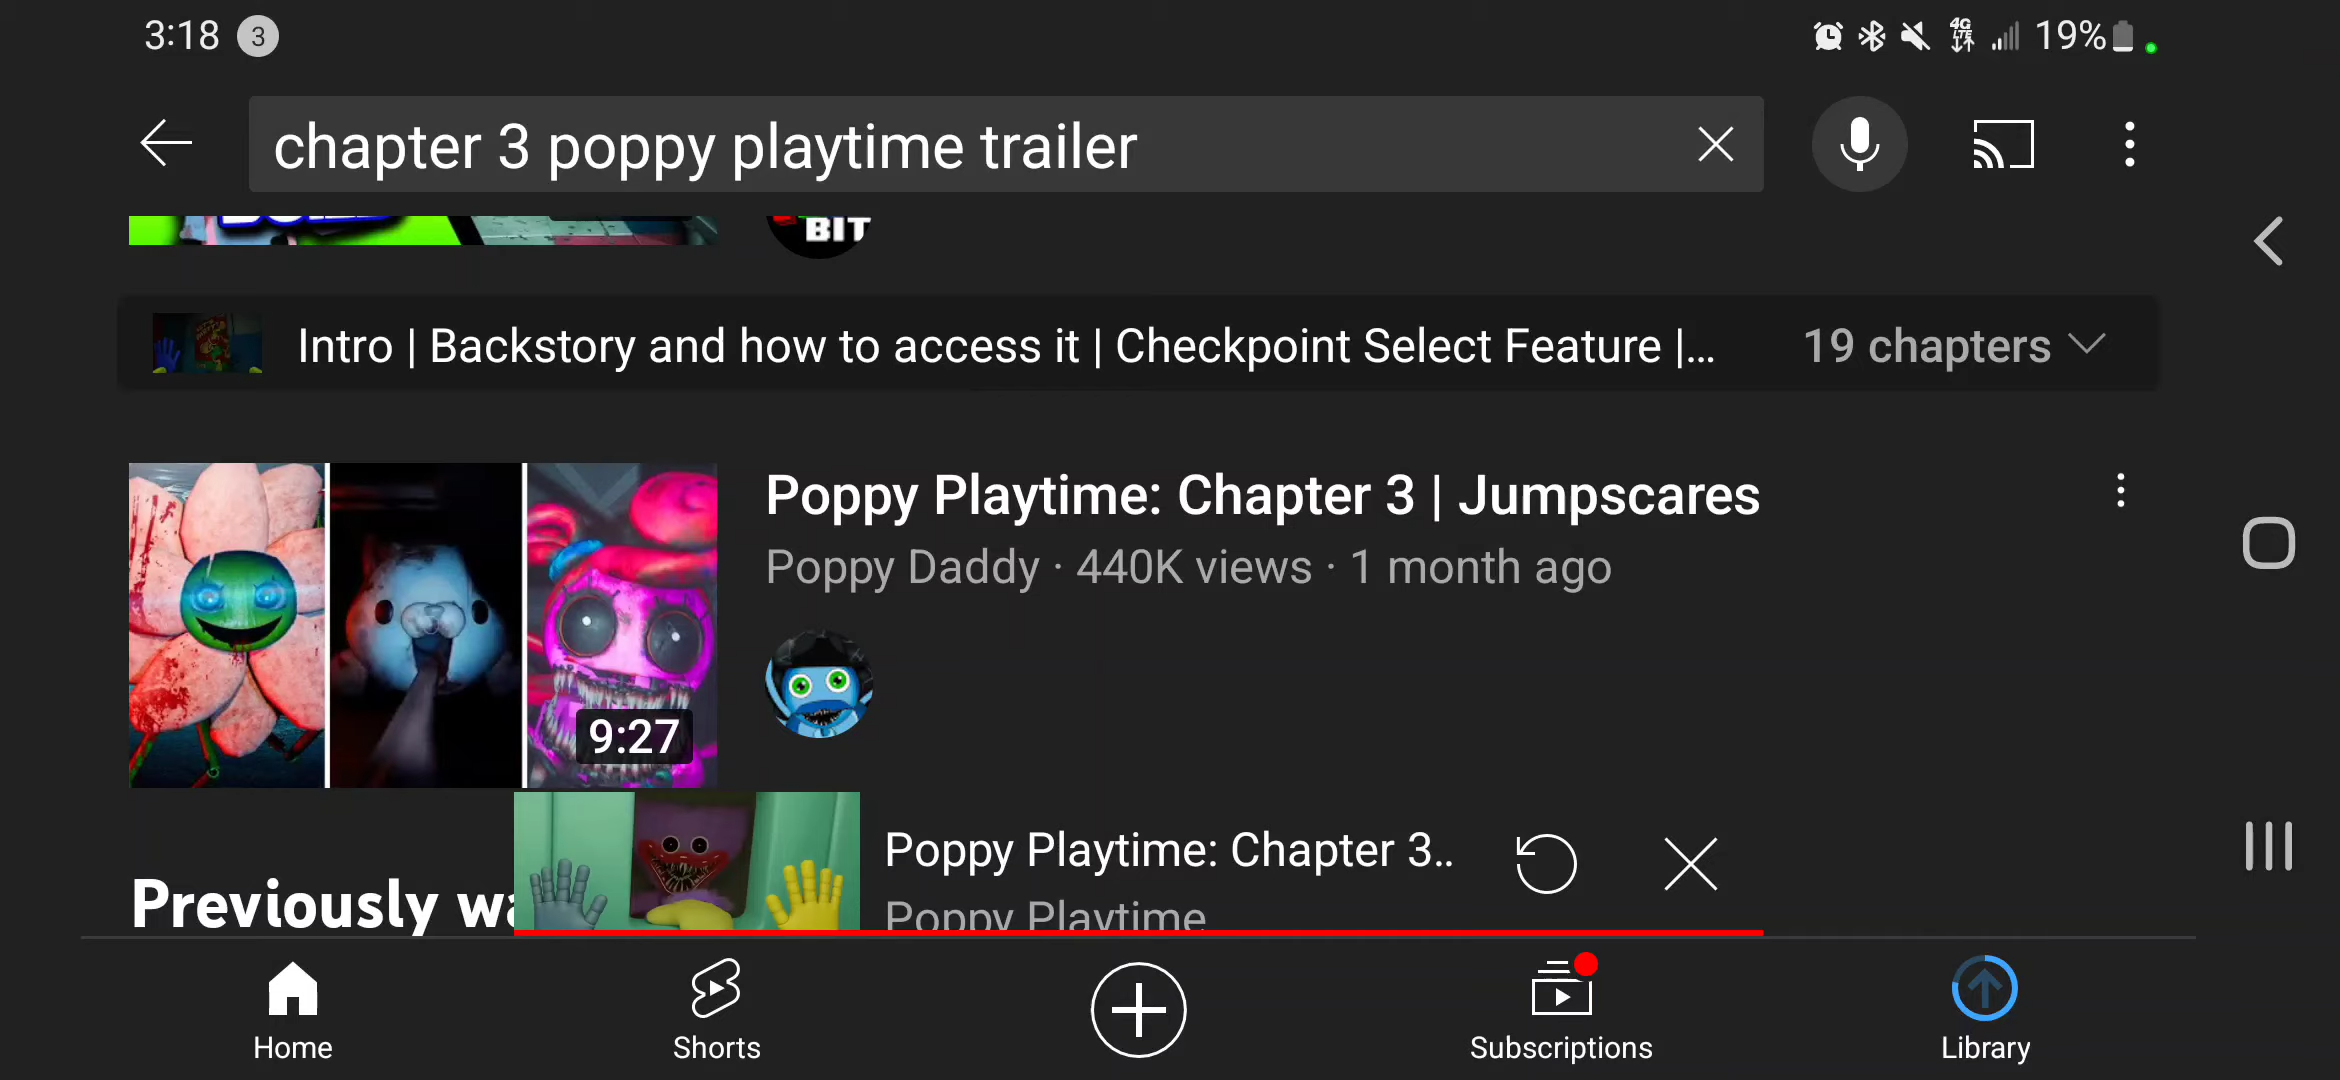 3:18 3
4G LTE 19%
chapter 3 poppy playtime trailer
BIT
Intro | Backstory and how to access it | Checkpoint Select Feature |...
19 chapters
Poppy Playtime: Chapter 3 | Jumpscares
Poppy Daddy · 440K views · 1 month ago
9:27
Previously
Poppy Playtime: Chapter 3..
Poppy Playtime
Home
Shorts
Subscriptions
Library